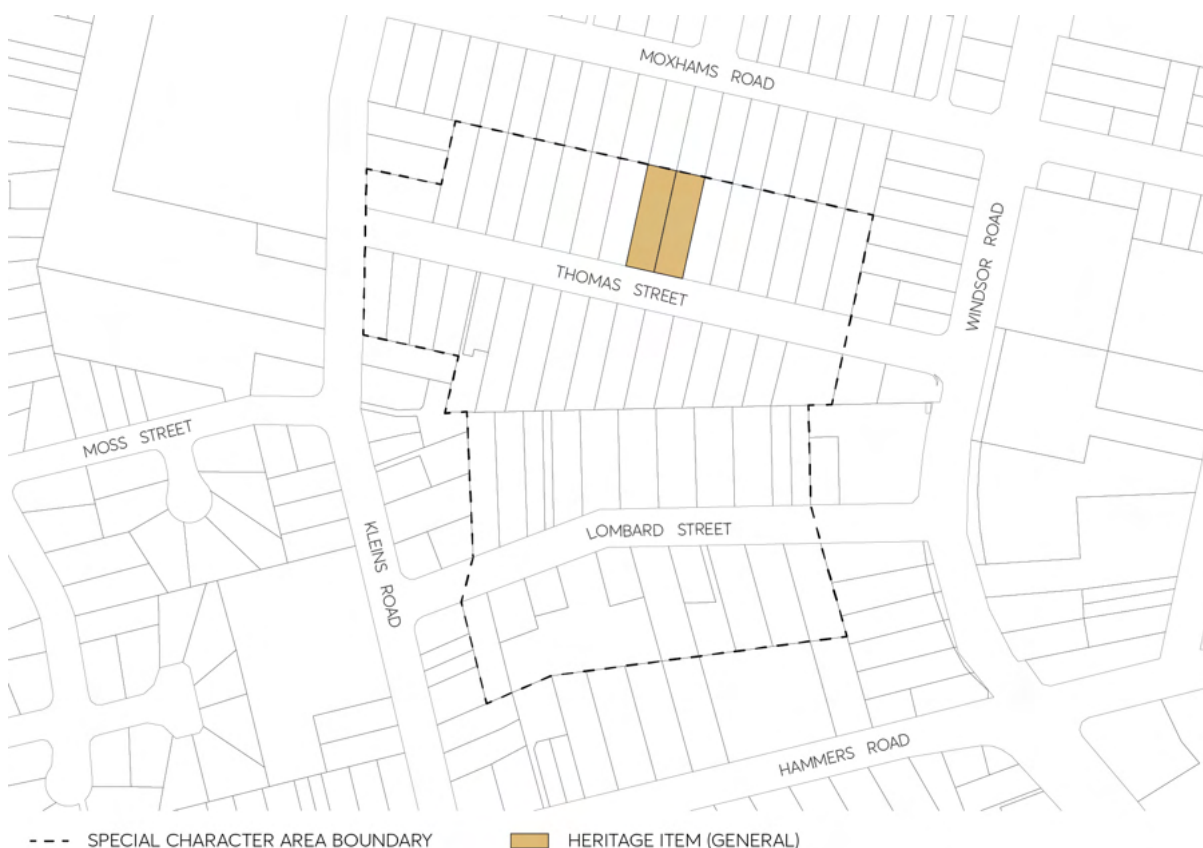 MOXHAMS ROAD
WINDSOR ROAD
THOMAS STREET
MOSS STREET
LOMBARD STREET
KLEINS ROAD
HAMMERS ROAD
SPECIAL CHARACTER AREA BOUNDARY
HERITAGE ITEM (GENERAL)